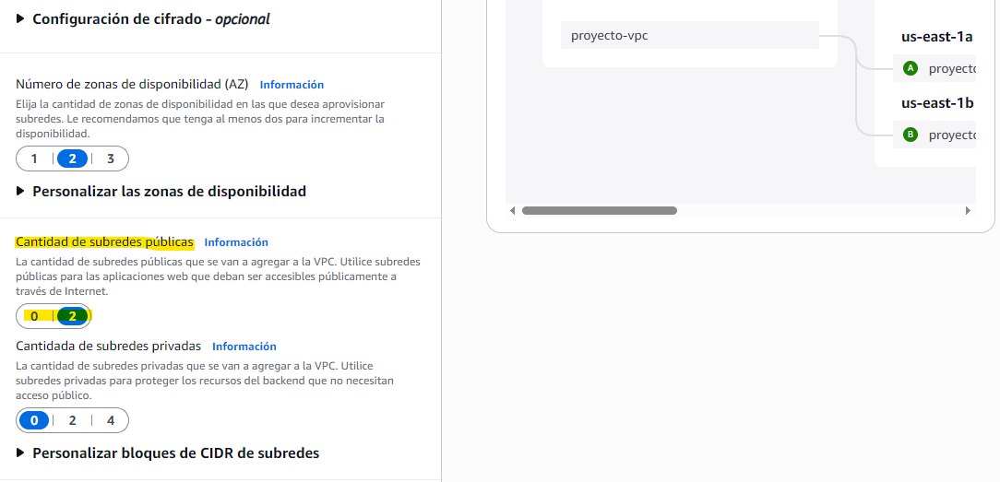 Configuración de cifrado - opcional
Número de zonas de disponibilidad (AZ) Información
Elija la cantidad de zonas de disponibilidad en las que desea aprovisionar
subredes. Le recomendamos que tenga al menos dos para incrementar la
disponibilidad.
1 | 2 | 3
Personalizar las zonas de disponibilidad
Cantidad de subredes públicas Información
La cantidad de subredes públicas que se van a agregar a la VPC. Utilice subredes
públicas para las aplicaciones web que deban ser accesibles públicamente a
través de Internet.
0 | 2
Cantidada de subredes privadas Información
La cantidad de subredes privadas que se van a agregar a la VPC. Utilice
subredes privadas para proteger los recursos del backend que no necesitan
acceso público.
0 | 2 | 4
Personalizar bloques de CIDR de subredes
proyecto-vpc
us-east-1a
A proyecto
us-east-1b
B proyecto